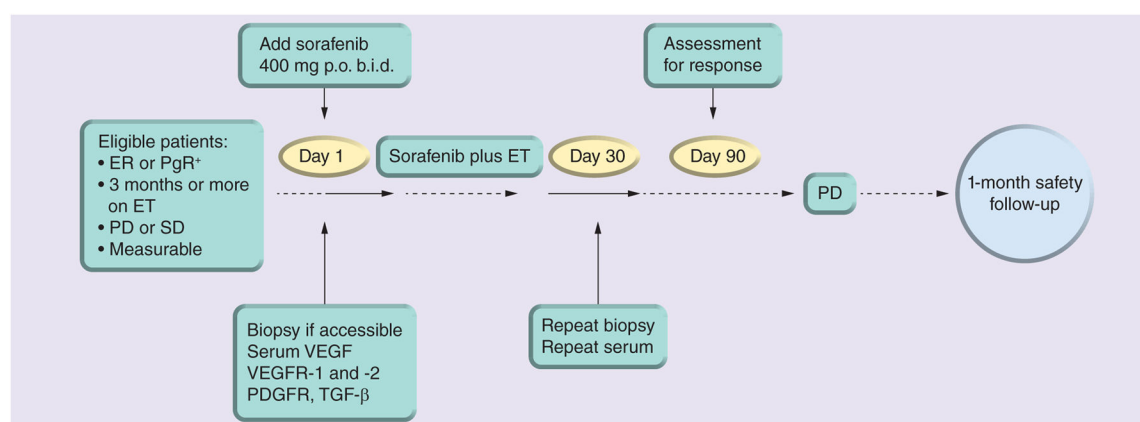 Add sorafenib
400 mg p.o. b.i.d.
Assessment
for response
Eligible patients:
• ER or PgR⁺
• 3 months or more
on ET
• PD or SD
• Measurable
Day 1
Sorafenib plus ET
Day 30
Day 90
PD
1-month safety
follow-up
Biopsy if accessible
Serum VEGF
VEGFR-1 and -2
PDGFR, TGF-β
Repeat biopsy
Repeat serum